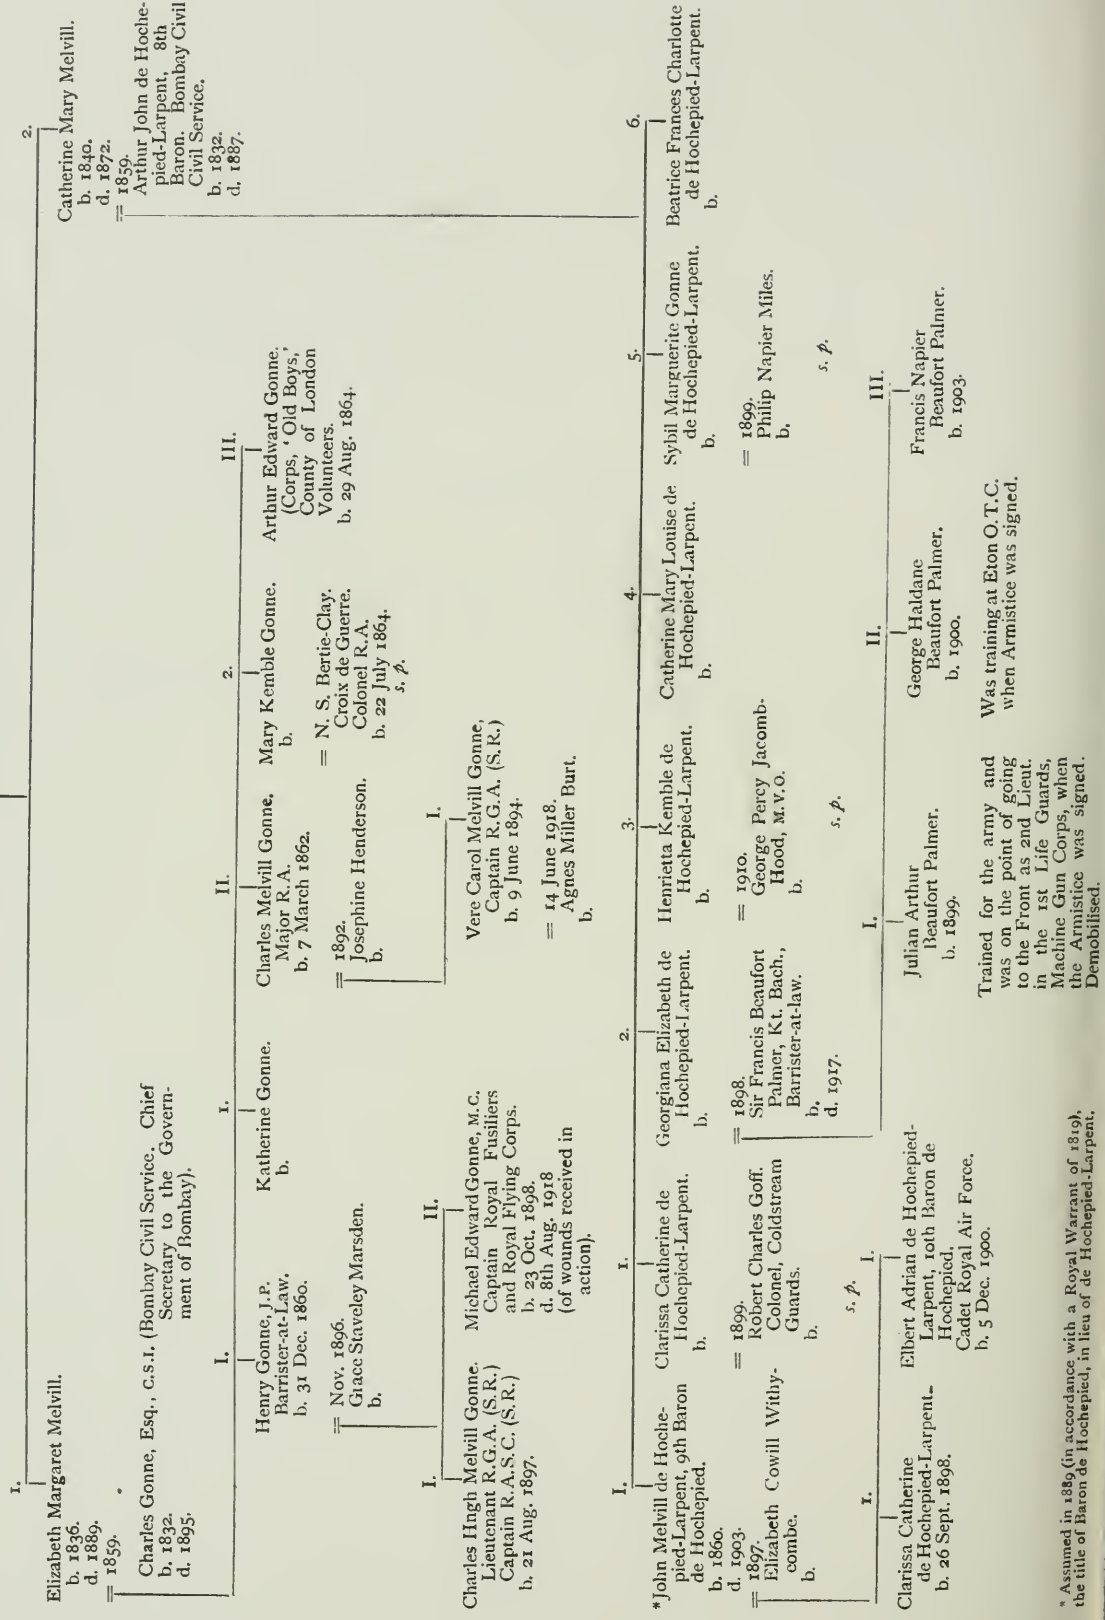 1.
Elizabeth Margaret Melvill.
b. 1836.
d. 1889.
= 1859.
Charles Gonne, Esq., C.S.I. (Bombay Civil Service. Chief
Secretary to the Govern-
ment of Bombay).
b. 1832.
d. 1895.
2.
Catherine Mary Melvill.
b. 1840.
d. 1872.
= 1859.
Arthur John de Hoche-
pied-Larpent, 8th
Baron. Bombay Civil
Civil Service.
b. 1832.
d. 1887.
I.
Henry Gonne, J.P.
Barrister-at-Law.
b. 31 Dec. 1860.
= Nov. 1896.
Grace Staveley Marsden.
b.
1.
Katherine Gonne.
b.
II.
Charles Melvill Gonne.
Major R.A.
b. 7 March 1862.
= 1892.
Josephine Henderson.
b.
2.
Mary Kemble Gonne.
b.
= N. S. Bertie-Clay.
Croix de Guerre.
Colonel R.A.
b. 22 July 1864.
s. p.
III.
Arthur Edward Gonne.
(Corps, ‘Old Boys,’
County of London
Volunteers.
b. 29 Aug. 1864.
I.
Charles Hugh Melvill Gonne.
Lieutenant R.G.A. (S.R.)
Captain R.A.S.C. (S.R.)
b. 21 Aug. 1897.
II.
Michael Edward Gonne, M.C.
Captain Royal Fusiliers
and Royal Flying Corps.
b. 23 Oct. 1898.
d. 8th Aug. 1918
(of wounds received in
action).
I.
Vere Carol Melvill Gonne,
Captain R.G.A. (S.R.)
b. 9 June 1894.
= 14 June 1918.
Agnes Miller Burt.
b.
I.
*John Melvill de Hoche-
pied-Larpent, 9th Baron
de Hochepied.
b. 1860.
d. 1903.
= 1897.
Elizabeth Cowill Withy-
combe.
b.
1.
Clarissa Catherine de
Hochepied-Larpent.
b.
= 1899.
Robert Charles Goff.
Colonel, Coldstream
Guards.
b.
s. p.
2.
Georgiana Elizabeth de
Hochepied-Larpent.
b.
= 1898.
Sir Francis Beaufort
Palmer, Kt. Bach.,
Barrister-at-law.
b.
d. 1917.
3.
Henrietta Kemble de
Hochepied-Larpent.
b.
= 1910.
George Percy Jacomb-
Hood, M.V.O.
b.
s. p.
4.
Catherine Mary Louise de
Hochepied-Larpent.
b.
5.
Sybil Marguerite Gonne
de Hochepied-Larpent.
b.
= 1899.
Philip Napier Miles.
b.
s. p.
6.
Beatrice Frances Charlotte
de Hochepied-Larpent.
b.
1.
Clarissa Catherine
de Hochepied-Larpent.
b. 26 Sept. 1898.
I.
Elbert Adrian de Hochepied-
Larpent, 10th Baron de
Hochepied.
Cadet Royal Air Force.
b. 5 Dec. 1900.
I.
Julian Arthur
Beaufort Palmer.
b. 1899.
Trained for the army and
was on the point of going
to the Front as 2nd Lieut.
in the 1st Life Guards,
Machine Gun Corps, when
the Armistice was signed.
Demobilised.
II.
George Haldane
Beaufort Palmer.
b. 1900.
Was training at Eton O.T.C.
when Armistice was signed.
III.
Francis Napier
Beaufort Palmer.
b. 1903.
* Assumed in 1889 (in accordance with a Royal Warrant of 1819),
the title of Baron de Hochepied, in lieu of de Hochepied-Larpent,